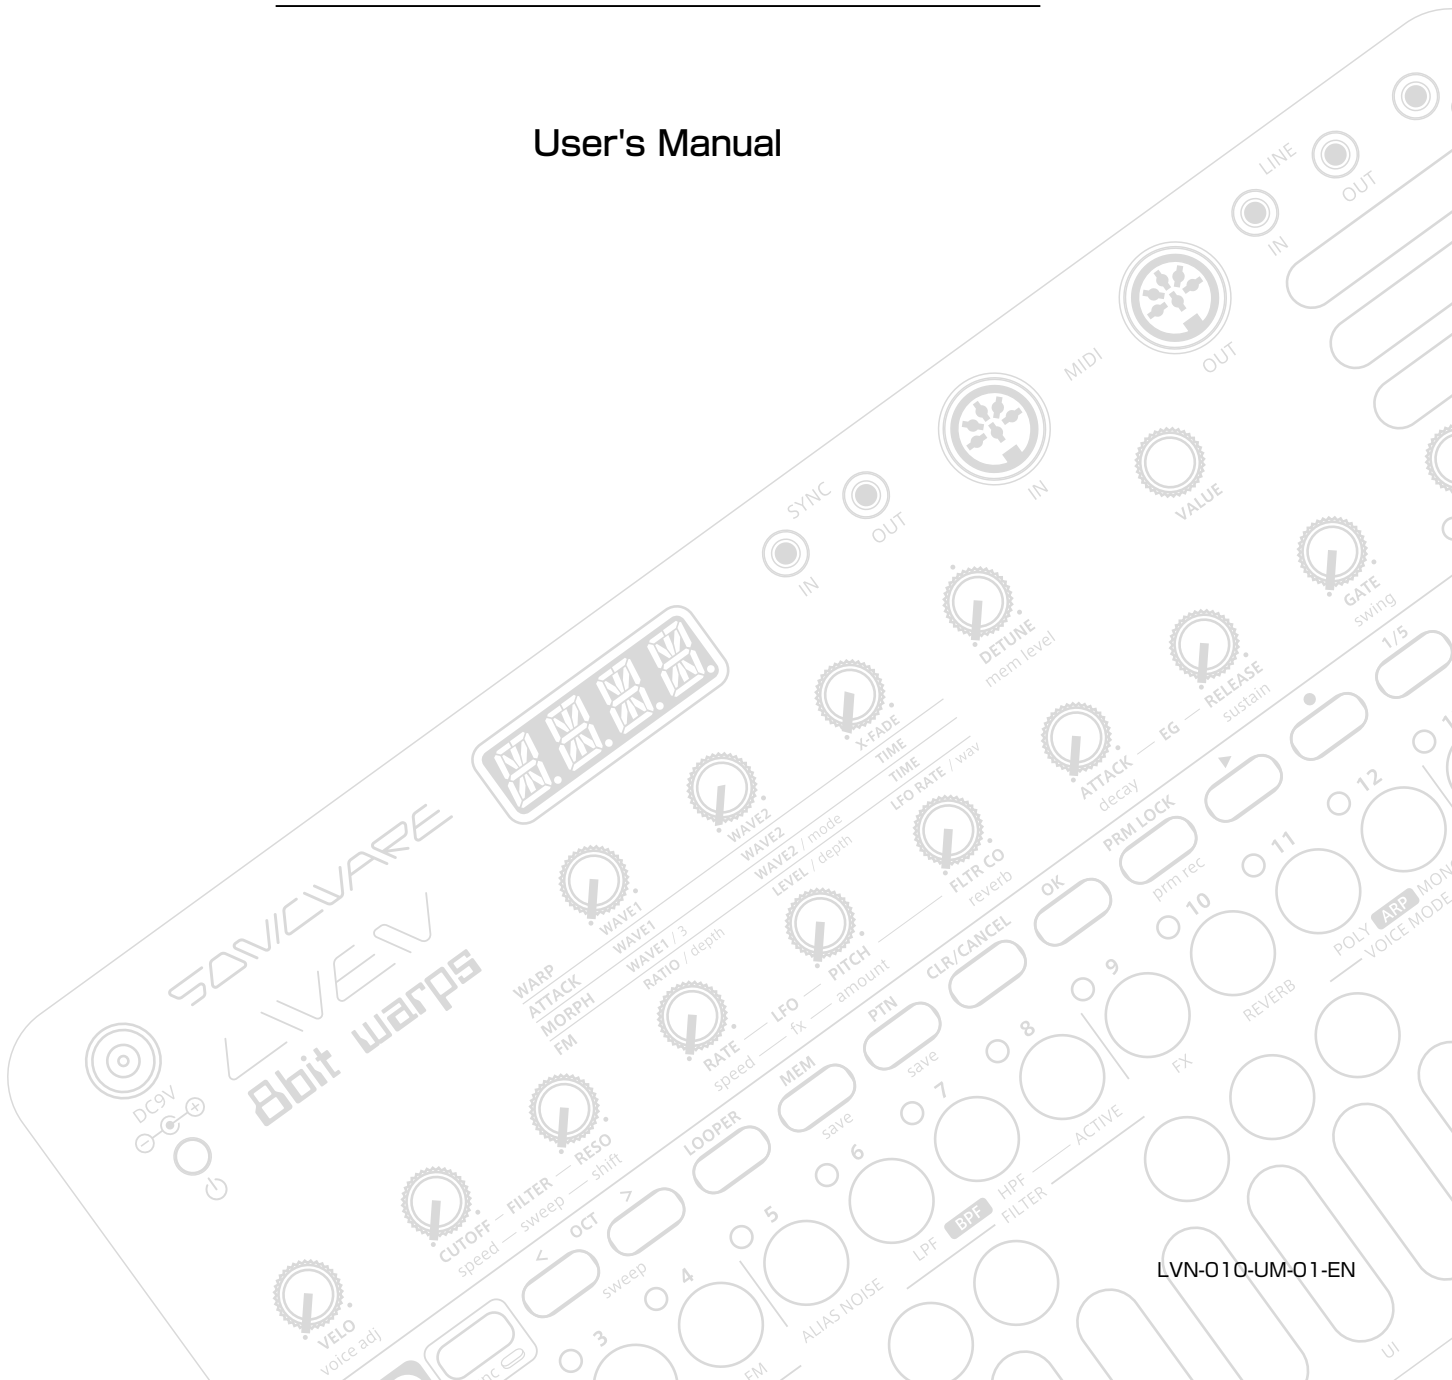 User's Manual
LINE
OUT
IN
MIDI
OUT
IN
SYNC
OUT
IN
VALUE
GATE
swing
1/5
DETUNE
mem level
RELEASE
sustain
EG
ATTACK
decay
X-FADE
TIME
TIME
LFO RATE / wav
WAVE2
WAVE2
WAVE2 / mode
LEVEL / depth
WAVE1
WAVE1
WAVE1 / 3
RATIO / depth
WARP
ATTACK
MORPH
FM
SONICWARE
LIVEN
8bit warps
DC9V
FLTR CO
reverb
PITCH
amount
LFO
fx
RATE
speed
PRM LOCK
prm rec
OK
CLR/CANCEL
PTN
save
MEM
save
LOOPER
RESO
shift
FILTER
sweep
CUTOFF
speed
< OCT >
sweep
VELO
voice adj
12
11
10
9
8
7
6
5
4
3
POLY ARP MONO
VOICE MODE
REVERB
FX
ACTIVE
LPF BPF HPF
FILTER
ALIAS NOISE
FM
UI
LVN-010-UM-01-EN